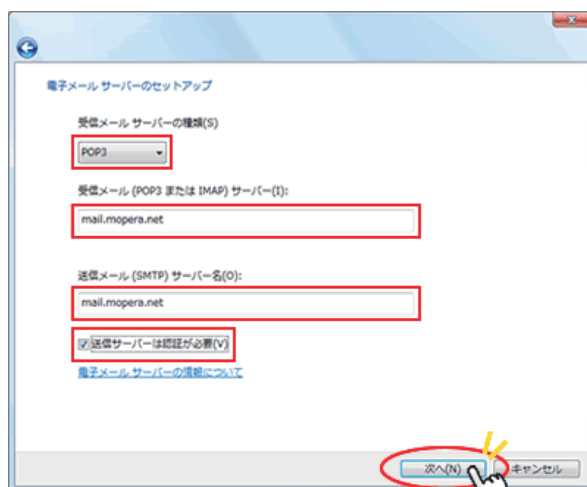 電子メール サーバーのセットアップ
受信メール サーバーの種類(S)
POP3
受信メール (POP3 または IMAP) サーバー(I):
mail.mopera.net
送信メール (SMTP) サーバー名(O):
mail.mopera.net
送信サーバーは認証が必要(V)
電子メール サーバーの情報について
次へ(N)
キャンセル